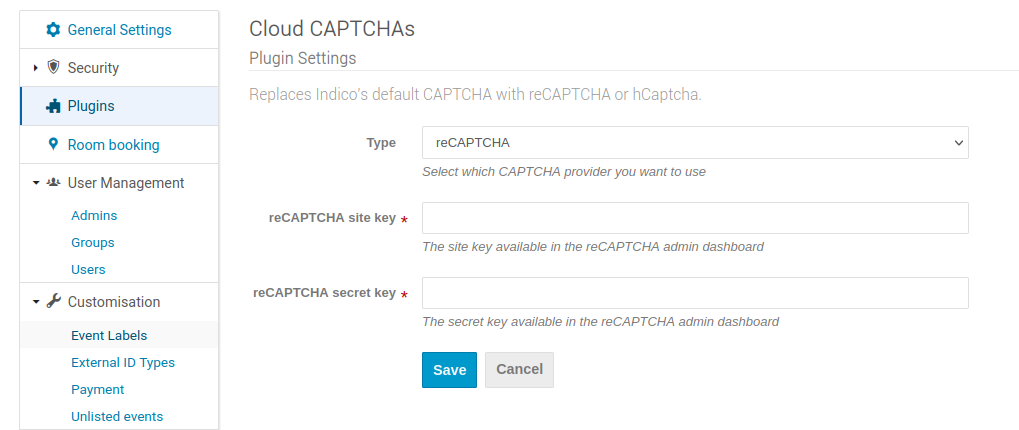 General Settings
Security
Plugins
Room booking
User Management
Admins
Groups
Users
Customisation
Event Labels
External ID Types
Payment
Unlisted events
Cloud CAPTCHAs
Plugin Settings
Replaces Indico's default CAPTCHA with reCAPTCHA or hCaptcha.
Type
reCAPTCHA
Select which CAPTCHA provider you want to use
reCAPTCHA site key *
The site key available in the reCAPTCHA admin dashboard
reCAPTCHA secret key *
The secret key available in the reCAPTCHA admin dashboard
Save Cancel